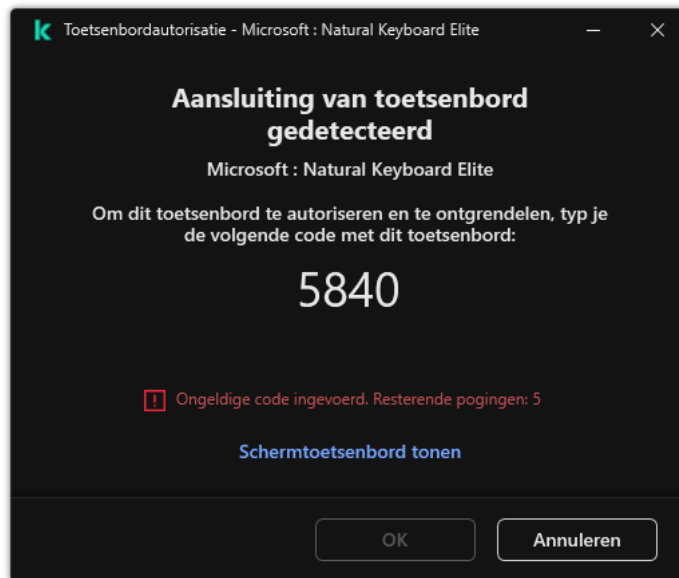 Toetsenbordautorisatie - Microsoft : Natural Keyboard Elite
Aansluiting van toetsenbord
gedetecteerd
Microsoft : Natural Keyboard Elite
Om dit toetsenbord te autoriseren en te ontgrendelen, typ je
de volgende code met dit toetsenbord:
5840
Ongeldige code ingevoerd. Resterende pogingen: 5
Schermtoetsenbord tonen
OK
Annuleren